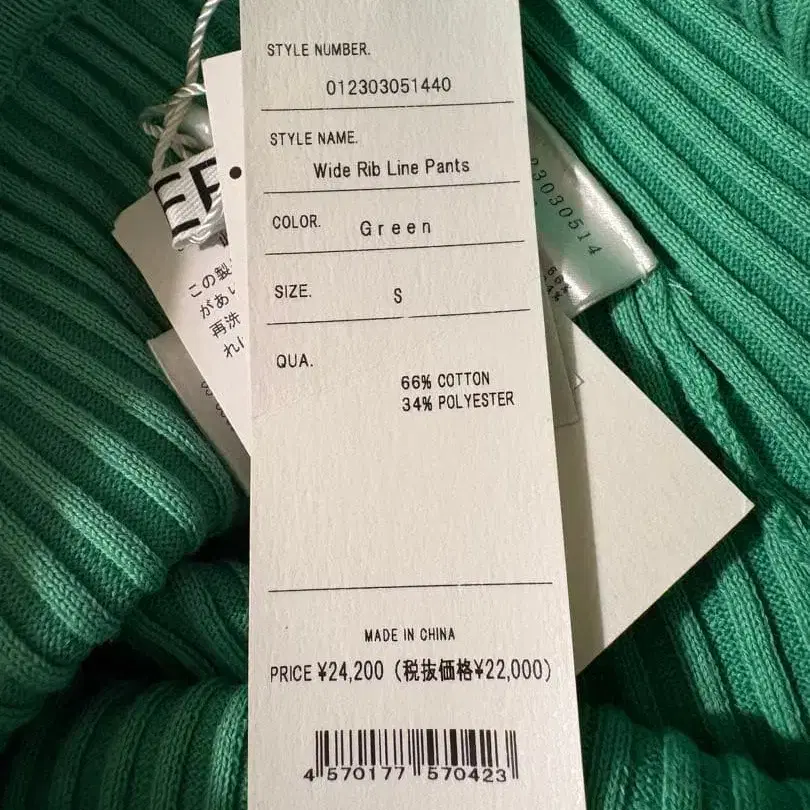 STYLE NUMBER.
012303051440
STYLE NAME.
Wide Rib Line Pants
COLOR.
Green
SIZE.
S
QUA.
66% COTTON
34% POLYESTER
MADE IN CHINA
PRICE ¥24,200 (税抜価格¥22,000)
4 570177 570423
この製
があい
再洗
れ